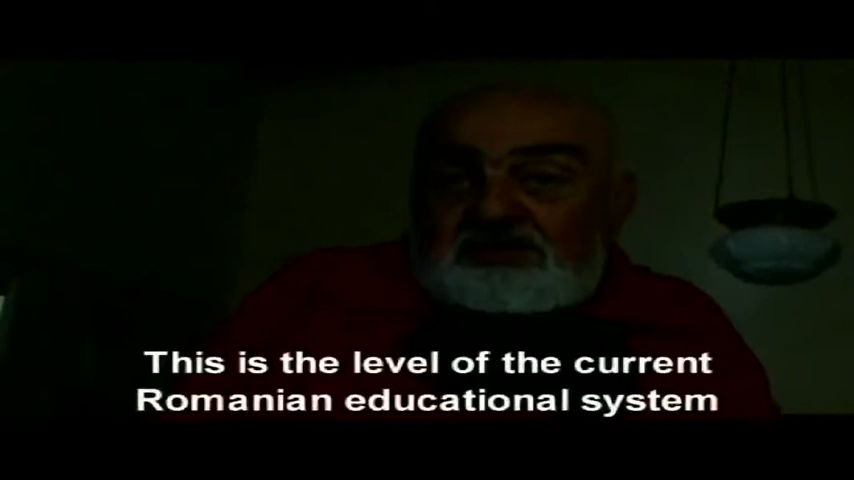 This is the level of the current
Romanian educational system